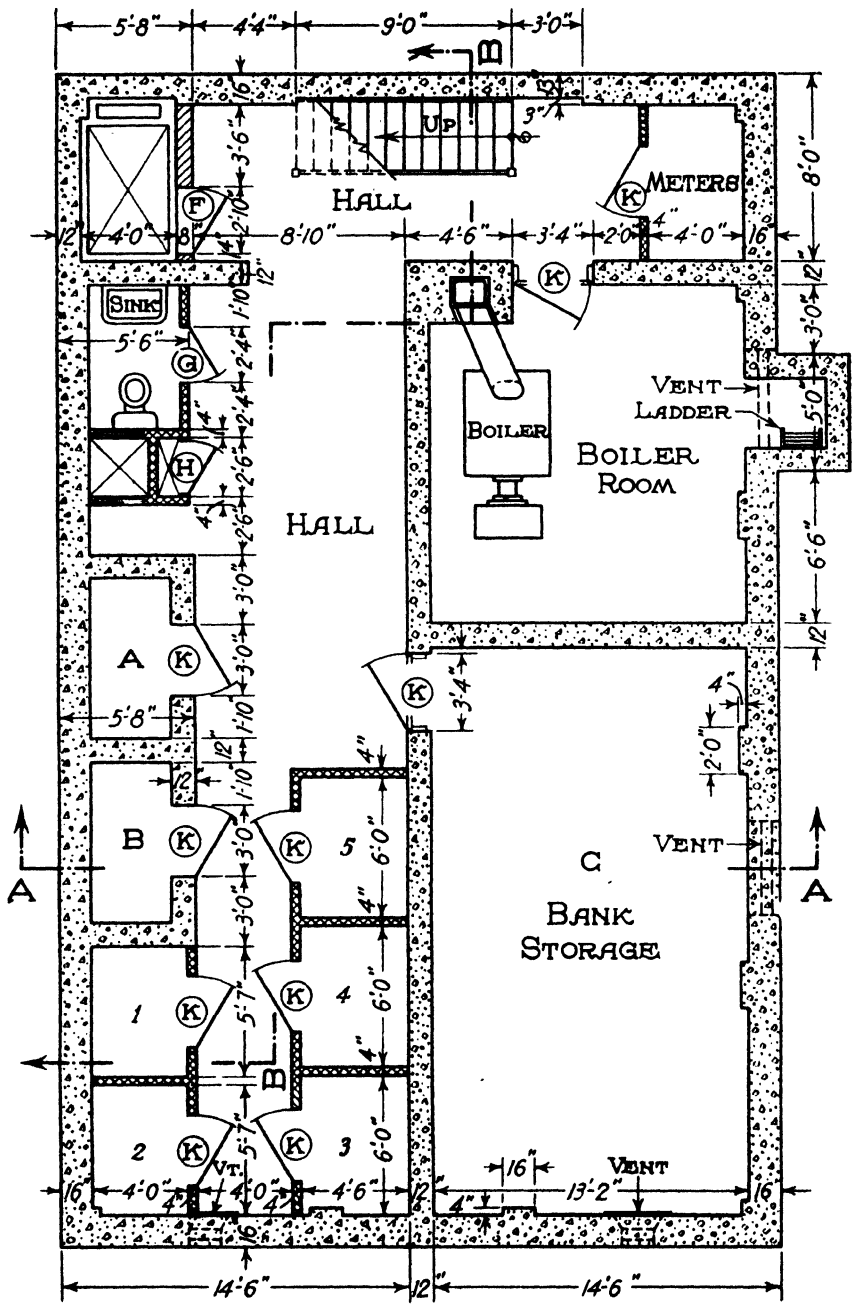 5'-8" 4'-4" 9'-0" 3'-0"
B
16" 13"
UP 3"
3'-6" 8'-0"
F HALL K METERS
2'-10" 4"
12" 4'-0" 8" 8'-10" 4'-6" 3'-4" 2'-0" 4'-0" 16"
4"
12" K 12"
SINK 1'-10" 3'-0"
5'-6" G 2'-4"
VENT
LADDER 5'-0"
2'-4"
4" BOILER
H 2'-6" BOILER
ROOM
4" 2'-6" HALL
6'-6"
3'-0"
12"
A K 3'-0" K 3'-4"
4"
5'-8" 1'-10" 2'-0"
12" 4"
12" 1'-10"
B K 3'-0" K 5 6'-0" C VENT
A A
4"
3'-0" BANK
STORAGE
1 K 5'-7" K 4 6'-0"
4"
B
2 K 5'-7" K 3 6'-0"
VT. 16" VENT
16" 4'-0" 4'-0" 4'-6" 12" 13'-2" 16"
4" 4" 4"
16"
14'-6" 12" 14'-6"